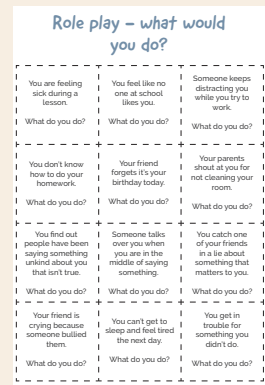 Role play – what would
you do?
You are feeling
sick during a
lesson.
What do you do?
You feel like no
one at school
likes you.
What do you do?
Someone keeps
distracting you
while you try to
work.
What do you do?
You don't know
how to do your
homework.
What do you do?
Your friend
forgets it's your
birthday today.
What do you do?
Your parents
shout at you for
not cleaning your
room.
What do you do?
You find out
people have been
saying something
unkind about you
that isn't true.
What do you do?
Someone talks
over you when
you are in the
middle of saying
something.
What do you do?
You catch one
of your friends
in a lie about
something that
matters to you.
What do you do?
Your friend is
crying because
someone bullied
them.
What do you do?
You can't get to
sleep and feel tired
the next day.
What do you do?
You get in
trouble for
something you
didn't do.
What do you do?